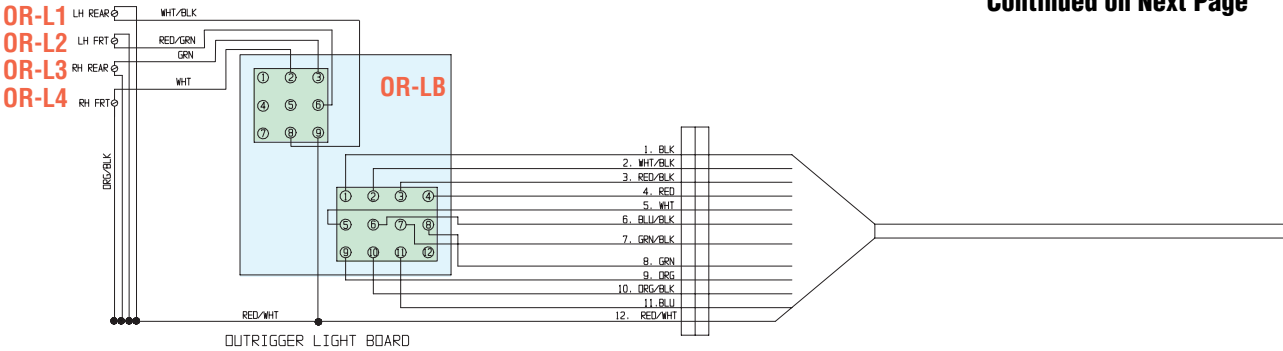 Continued on Next Page
OR-L1 LH REAR WHT/BLK
OR-L2 LH FRT RED/GRN
GRN
OR-L3 RH REAR
WHT
OR-L4 RH FRT
ORG/BLK
OR-LB
1 2 3
4 5 6
7 8 9
1 2 3 4
5 6 7 8
9 10 11 12
1. BLK
2. WHT/BLK
3. RED/BLK
4. RED
5. WHT
6. BLU/BLK
7. GRN/BLK
8. GRN
9. ORG
10. ORG/BLK
11.BLU
12. RED/WHT
RED/WHT
OUTRIGGER LIGHT BOARD